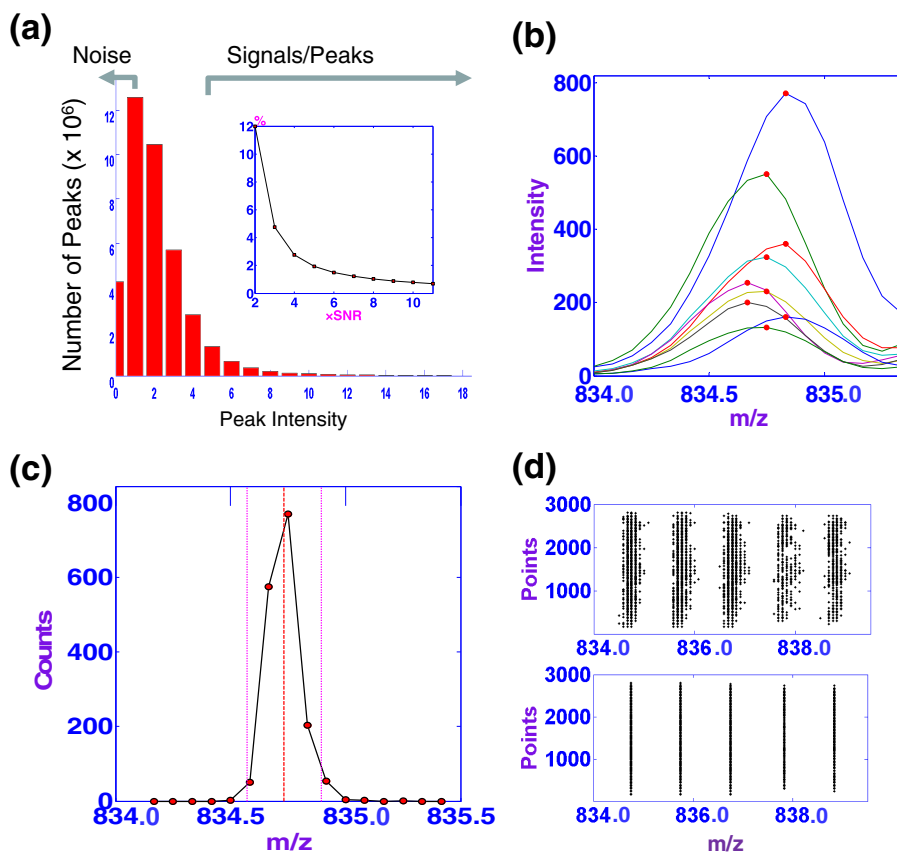 (a)
Noise
Signals/Peaks
Number of Peaks (x 10⁶)
12
10
8
6
4
2
0
0 2 4 6 8 10 12 14 16 18
Peak Intensity
%
12
10
8
6
4
2
0
2 4 6 8 10
×SNR
(b)
800
600
400
200
0
Intensity
834.0 834.5 835.0
m/z
(c)
800
600
400
200
0
Counts
834.0 834.5 835.0 835.5
m/z
(d)
3000
2000
1000
Points
834.0 836.0 838.0
3000
2000
1000
Points
834.0 836.0 838.0
m/z